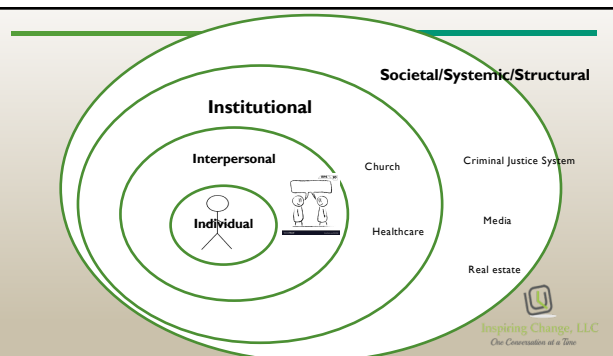 Societal/Systemic/Structural
Institutional
Interpersonal
Church
Criminal Justice System
Individual
Healthcare
Media
Real estate
Inspiring Change, LLC
One Conversation at a Time